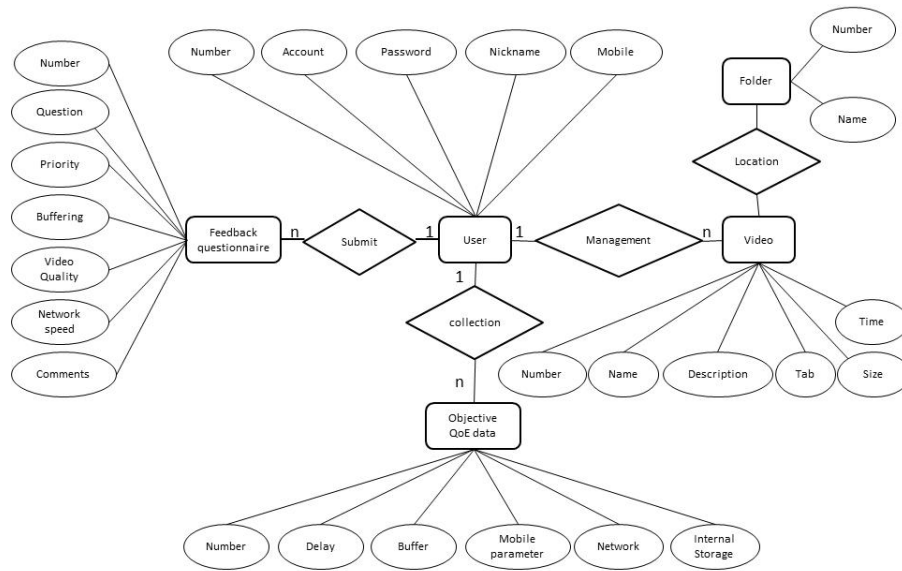 Number
Account
Password
Nickname
Mobile
Number
Folder
Name
Location
Number
Question
Priority
Buffering
Video
Quality
Network
speed
Comments
Feedback
questionnaire
n
Submit
1
User
1
Management
n
Video
1
collection
n
Time
Number
Name
Description
Tab
Size
Objective
QoE data
Number
Delay
Buffer
Mobile
parameter
Network
Internal
Storage